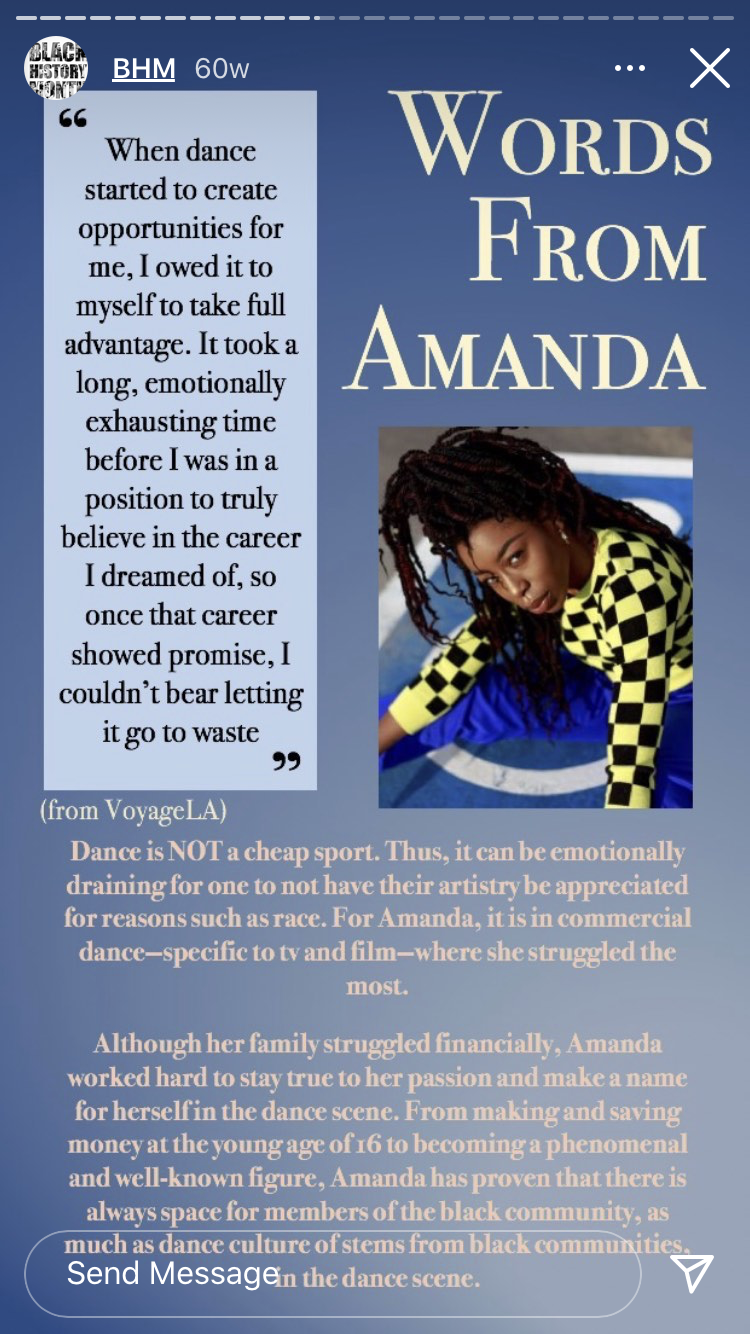 BLACK
HISTORY
MONTH
BHM 60w
“
When dance
started to create
opportunities for
me, I owed it to
myself to take full
advantage. It took a
long, emotionally
exhausting time
before I was in a
position to truly
believe in the career
I dreamed of, so
once that career
showed promise, I
couldn’t bear letting
it go to waste
”
(from VoyageLA)
WORDS
FROM
AMANDA
Dance is NOT a cheap sport. Thus, it can be emotionally
draining for one to not have their artistry be appreciated
for reasons such as race. For Amanda, it is in commercial
dance—specific to tv and film—where she struggled the
most.
Although her family struggled financially, Amanda
worked hard to stay true to her passion and make a name
for herself in the dance scene. From making and saving
money at the young age of 16 to becoming a phenomenal
and well-known figure, Amanda has proven that there is
always space for members of the black community, as
much as dance culture of stems from black communities,
in the dance scene.
Send Message